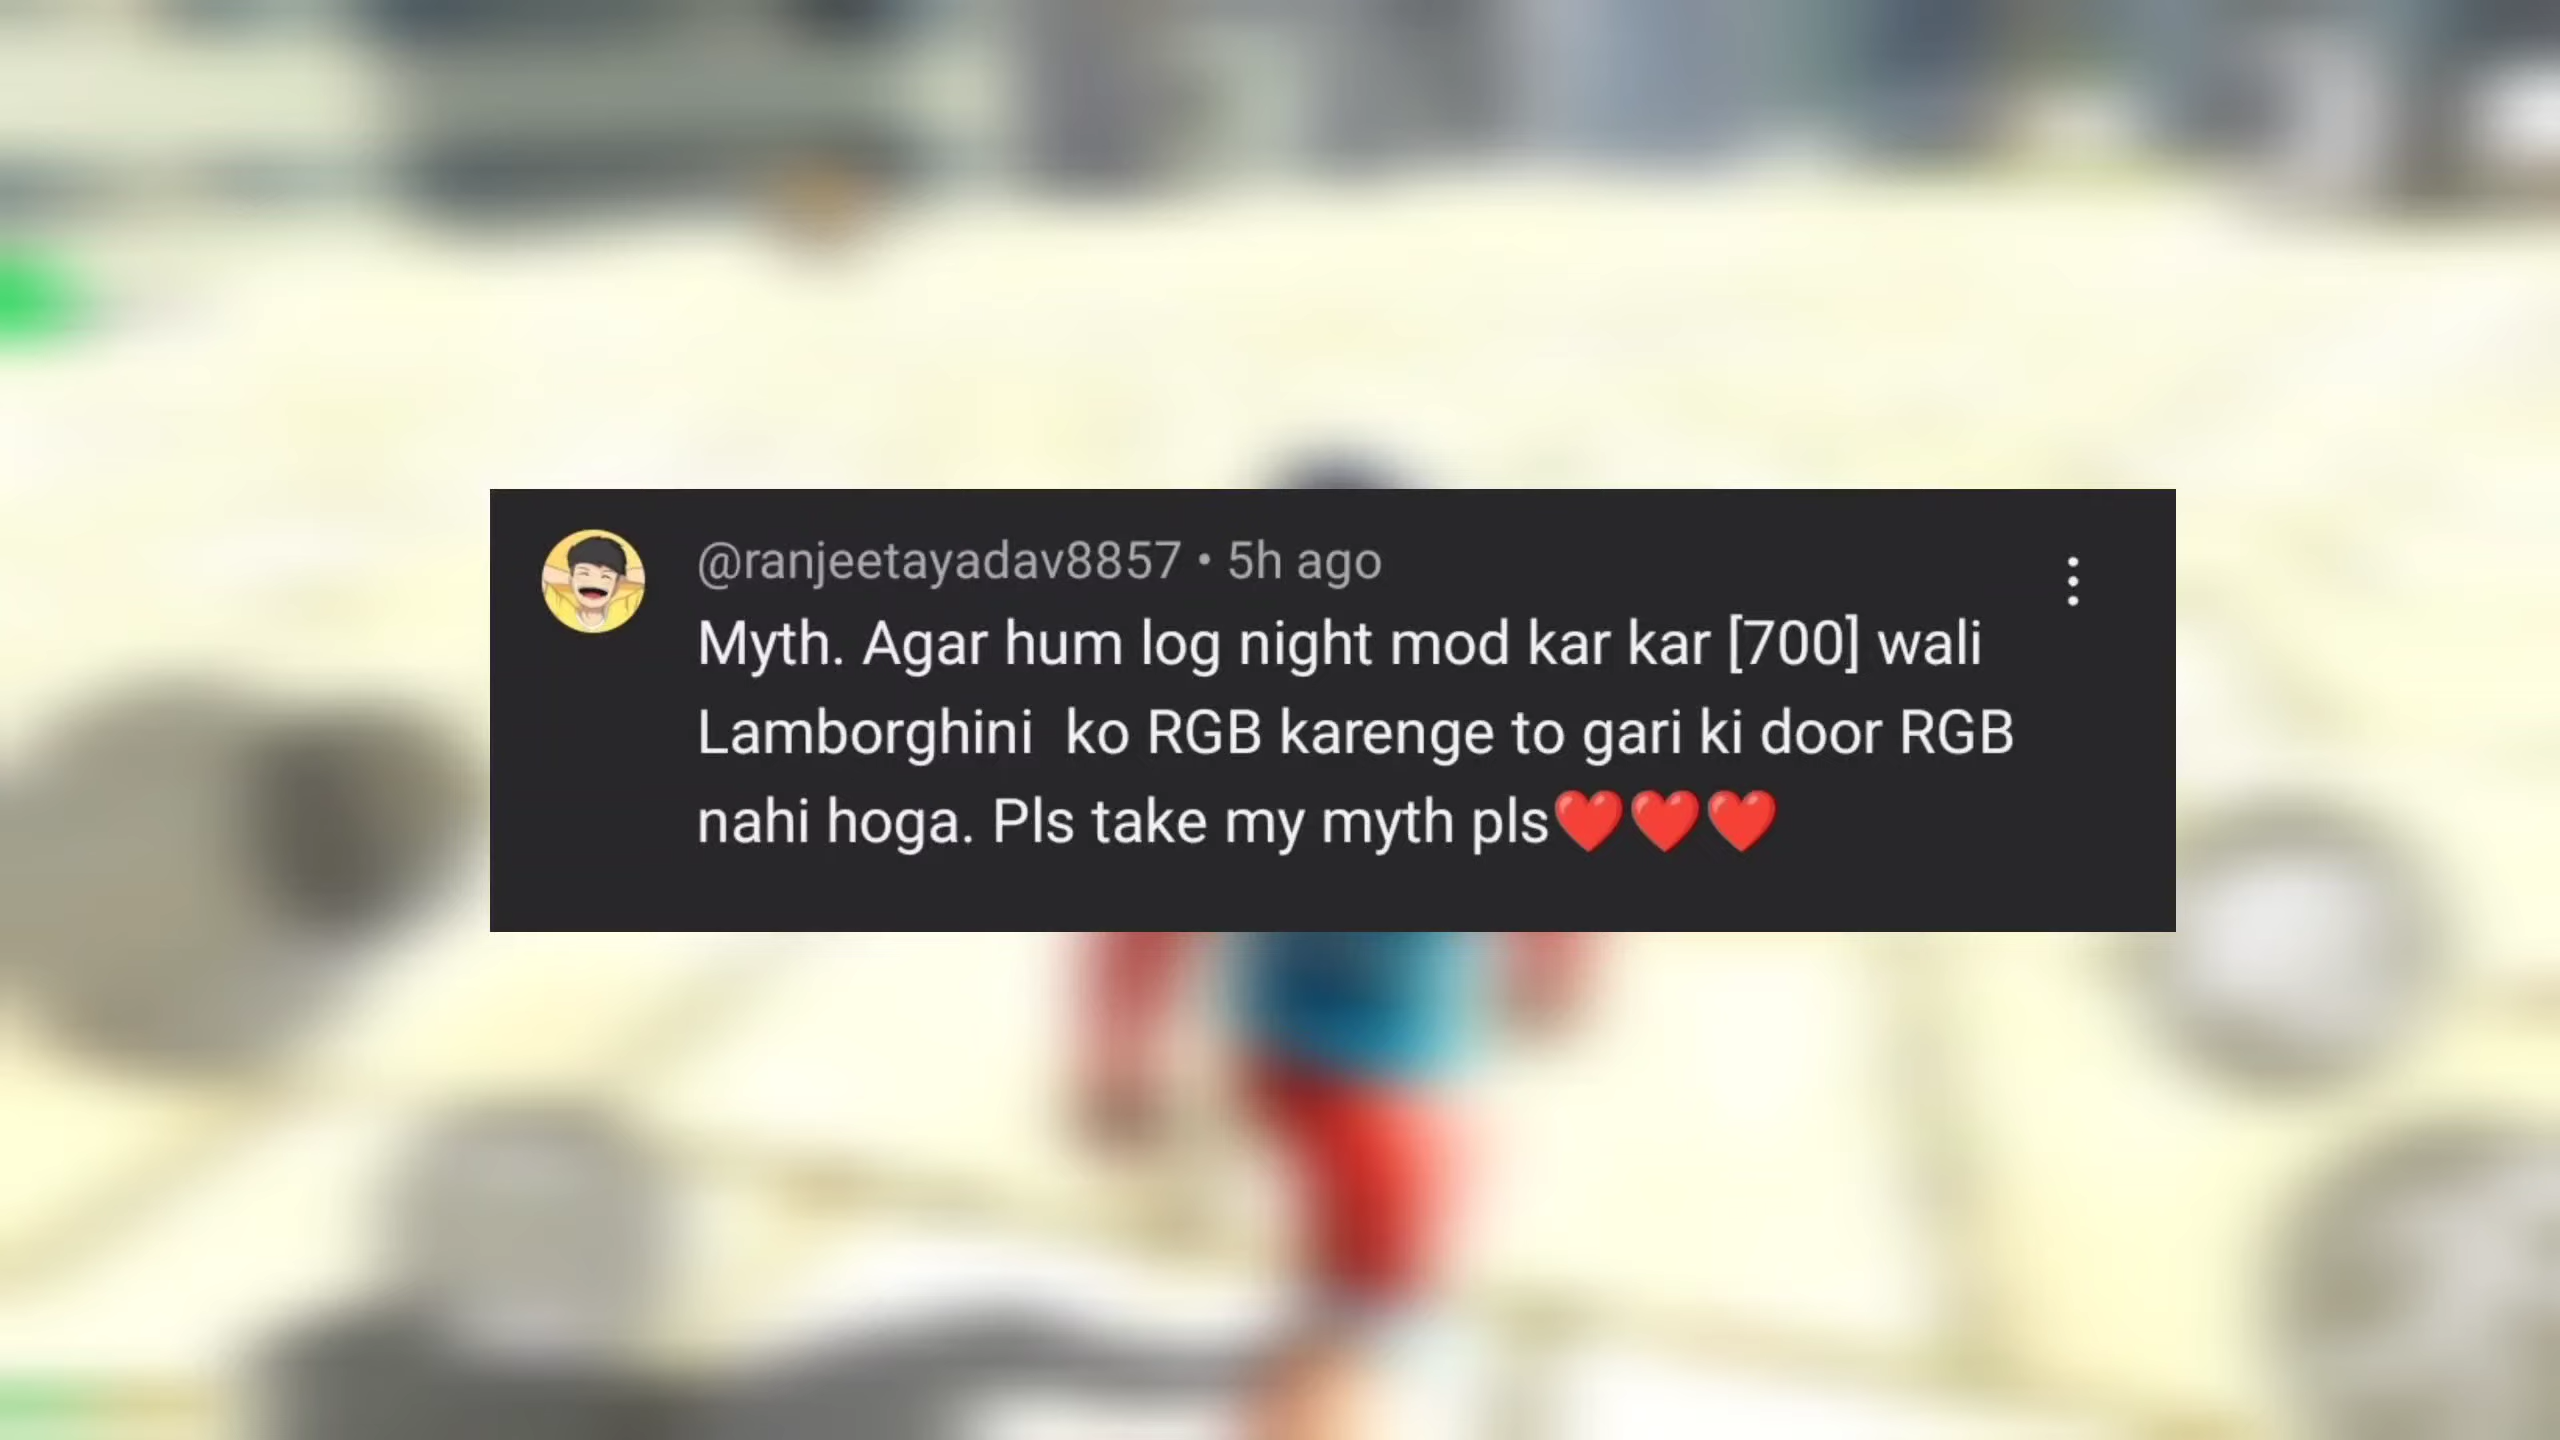 @ranjeetayadav8857 • 5h ago
Myth. Agar hum log night mod kar kar [700] wali
Lamborghini  ko RGB karenge to gari ki door RGB
nahi hoga. Pls take my myth pls❤️❤️❤️